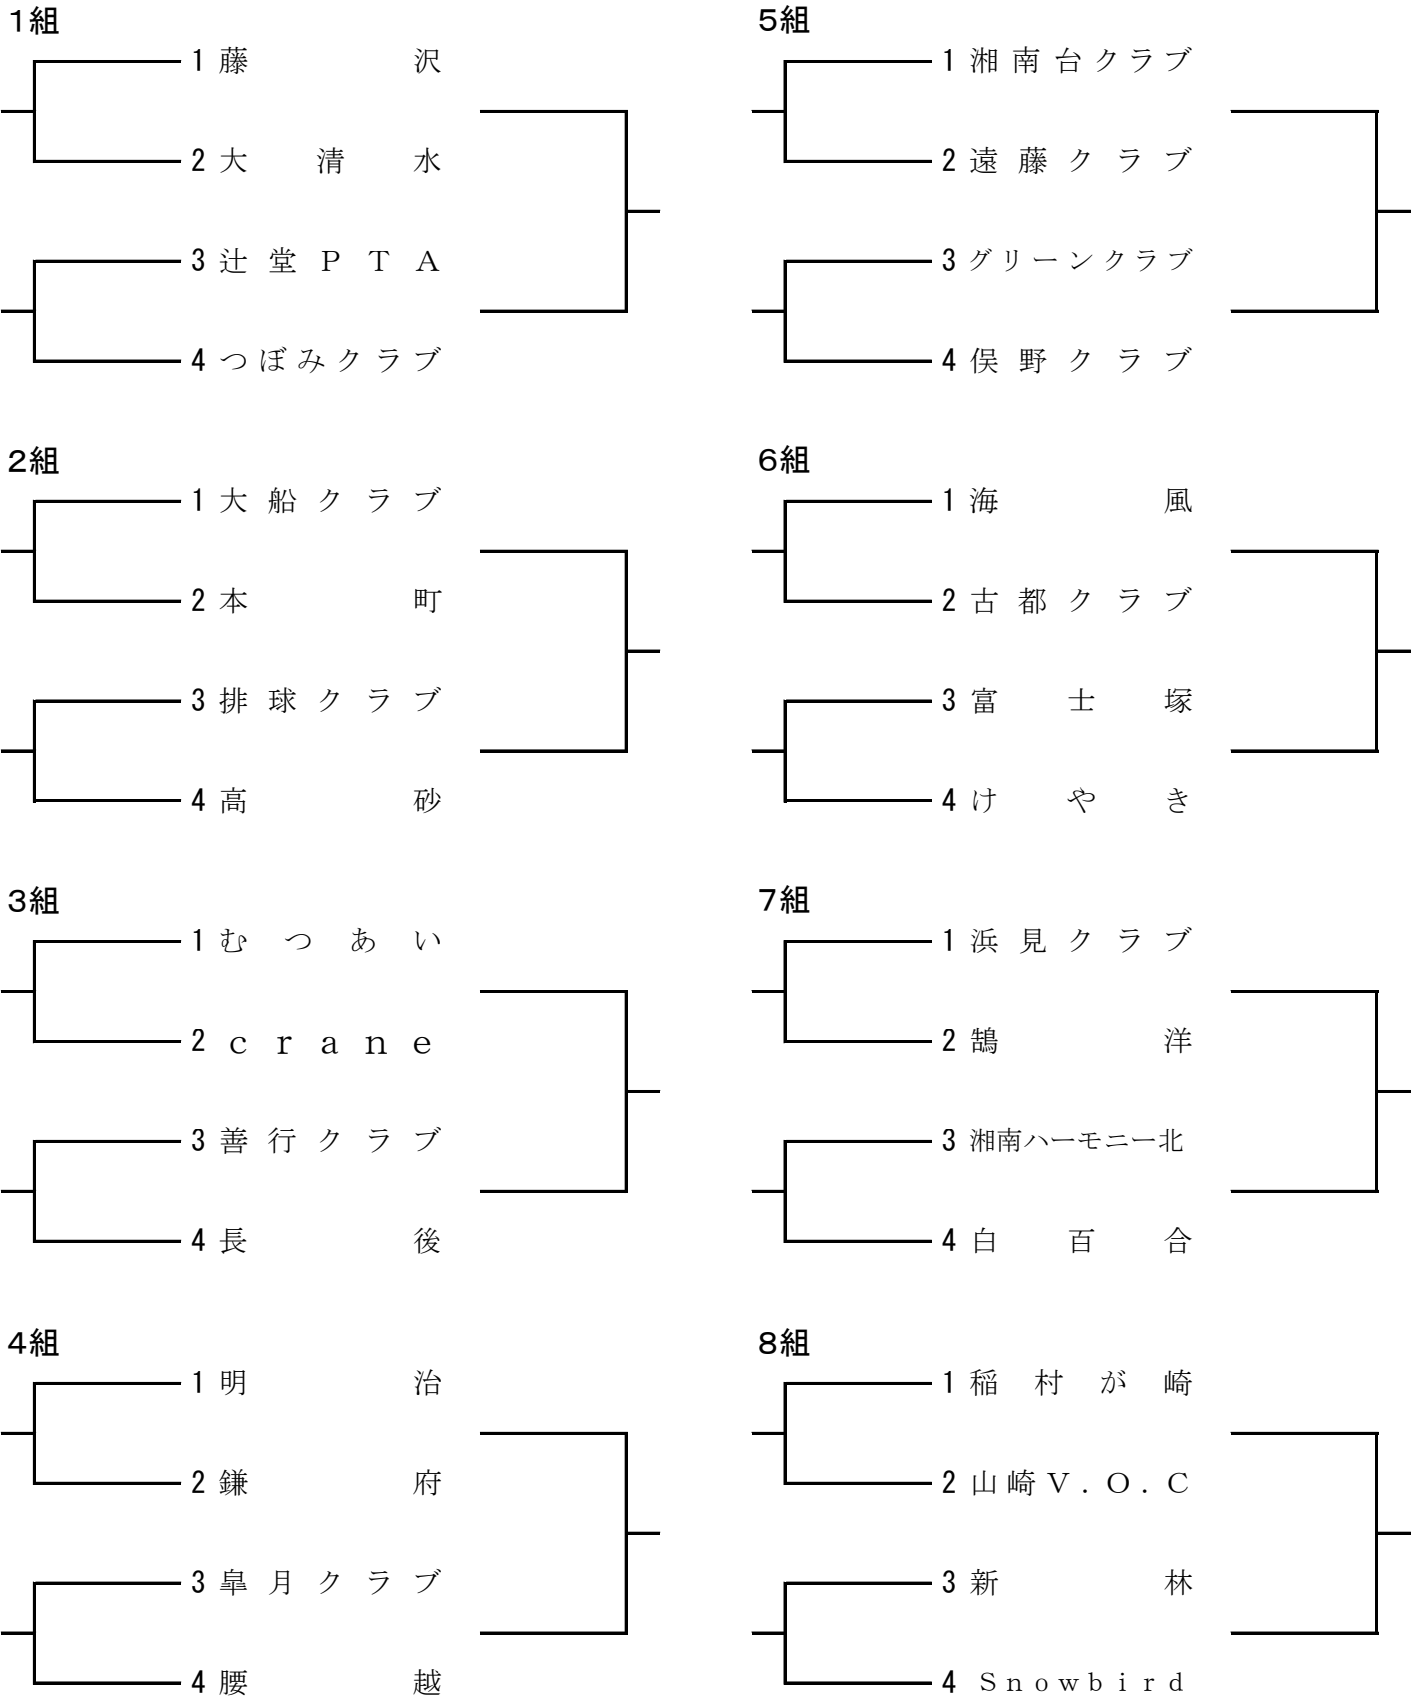 1組
1 藤沢
2 大清水
3 辻堂PTA
4 つぼみクラブ
2組
1 大船クラブ
2 本町
3 排球クラブ
4 高砂
3組
1 むつあい
2 crane
3 善行クラブ
4 長後
4組
1 明治
2 鎌府
3 皐月クラブ
4 腰越
5組
1 湘南台クラブ
2 遠藤クラブ
3 グリーンクラブ
4 俣野クラブ
6組
1 海風
2 古都クラブ
3 富士塚
4 けやき
7組
1 浜見クラブ
2 鵠洋
3 湘南ハーモニー北
4 白百合
8組
1 稲村が崎
2 山崎V.O.C
3 新林
4 Snowbird